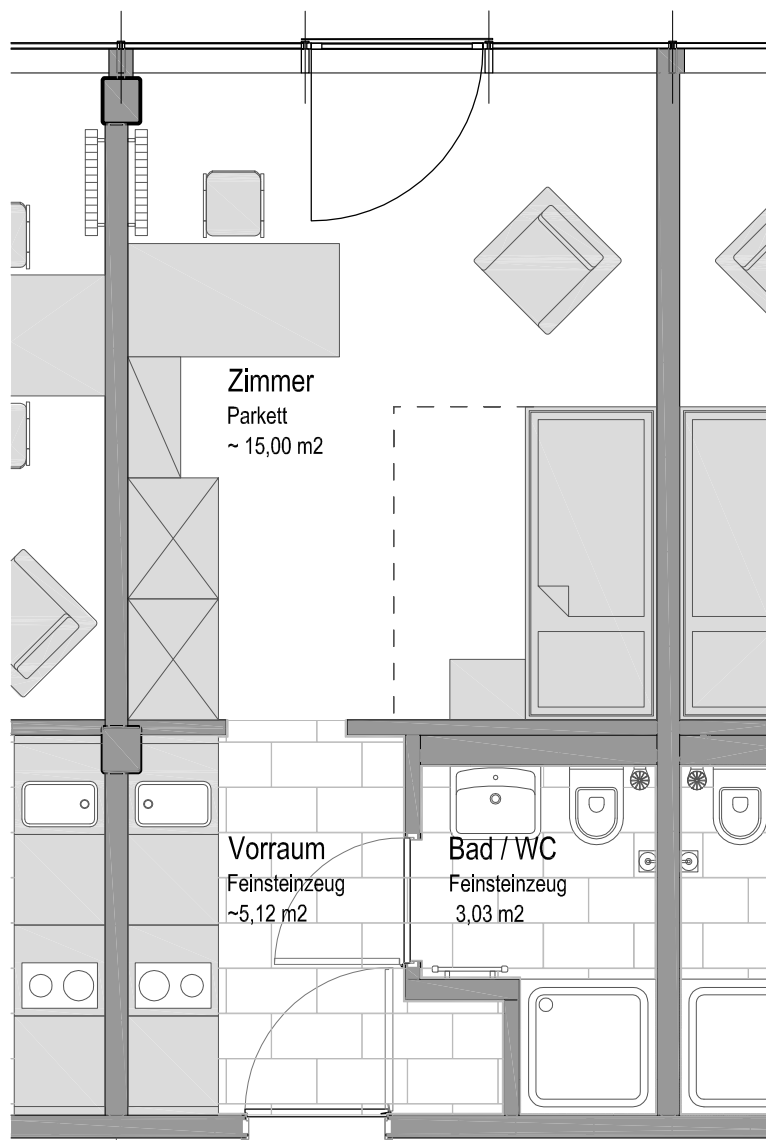 Zimmer
Parkett
~ 15,00 m2
Vorraum
Feinsteinzeug
~5,12 m2
Bad / WC
Feinsteinzeug
3,03 m2